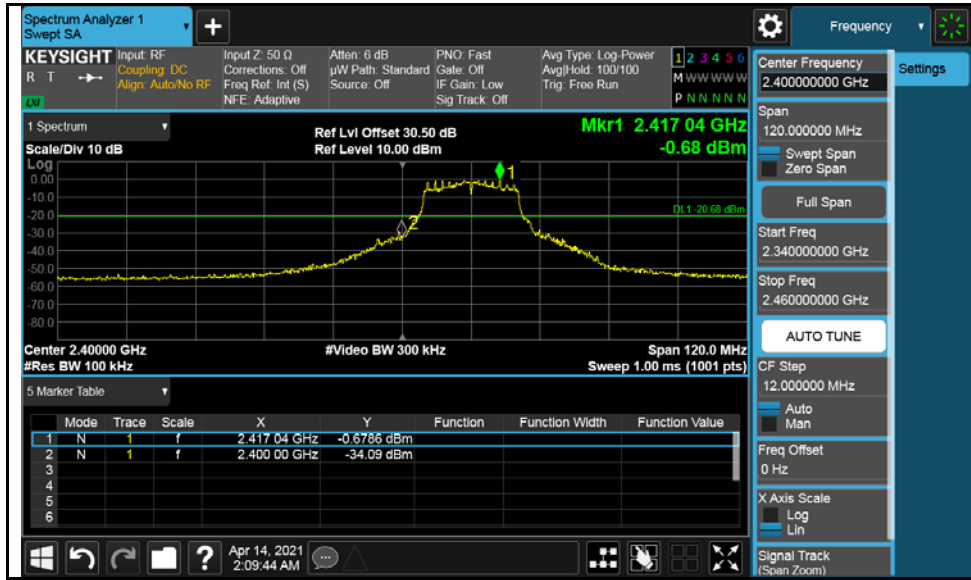 Spectrum Analyzer 1
Swept SA
+
Frequency
KEYSIGHT
R T
LXI
Input: RF
Coupling: DC
Align: Auto/No RF
Input Z: 50 Ω
Corrections: Off
Freq Ref: Int (S)
NFE: Adaptive
Atten: 6 dB
µW Path: Standard
Source: Off
PNO: Fast
Gate: Off
IF Gain: Low
Sig Track: Off
Avg Type: Log-Power
Avg|Hold: 100/100
Trig: Free Run
1 2 3 4 5 6
M W W W W W
P N N N N N
Center Frequency
2.400000000 GHz
Settings
Span
120.000000 MHz
Swept Span
Zero Span
Full Span
Start Freq
2.340000000 GHz
Stop Freq
2.460000000 GHz
AUTO TUNE
CF Step
12.000000 MHz
Auto
Man
Freq Offset
0 Hz
X Axis Scale
Log
Lin
Signal Track
(Span Zoom)
1 Spectrum
Scale/Div 10 dB
Ref Lvl Offset 30.50 dB
Ref Level 10.00 dBm
Mkr1 2.417 04 GHz
-0.68 dBm
Log
0.00
-10.0
-20.0
-30.0
-40.0
-50.0
-60.0
-70.0
-80.0
1
2
DL1 -20.68 dBm
Center 2.40000 GHz
#Video BW 300 kHz
Span 120.0 MHz
#Res BW 100 kHz
Sweep 1.00 ms (1001 pts)
5 Marker Table
Mode Trace Scale X Y Function Function Width Function Value
1 N 1 f 2.417 04 GHz -0.6786 dBm
2 N 1 f 2.400 00 GHz -34.09 dBm
3
4
5
6
?
Apr 14, 2021
2:09:44 AM